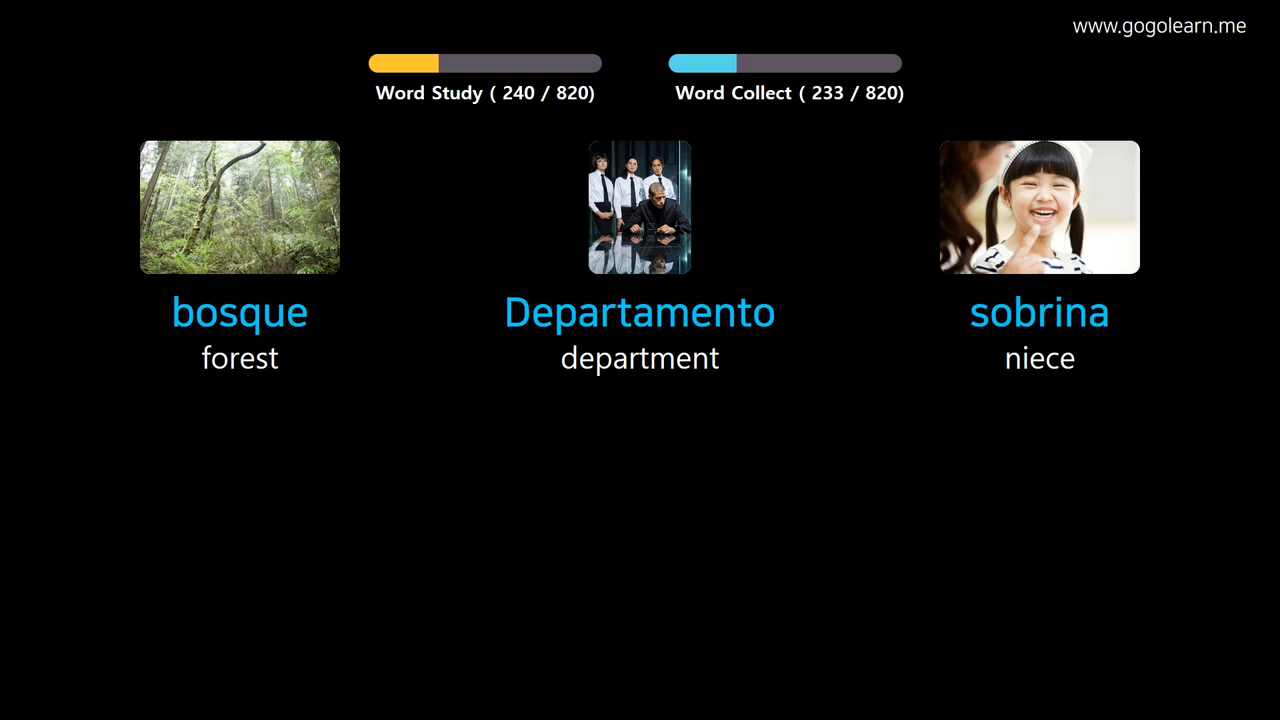 www.gogolearn.me
Word Study ( 240 / 820)
Word Collect ( 233 / 820)
bosque
Departamento
sobrina
forest
department
niece